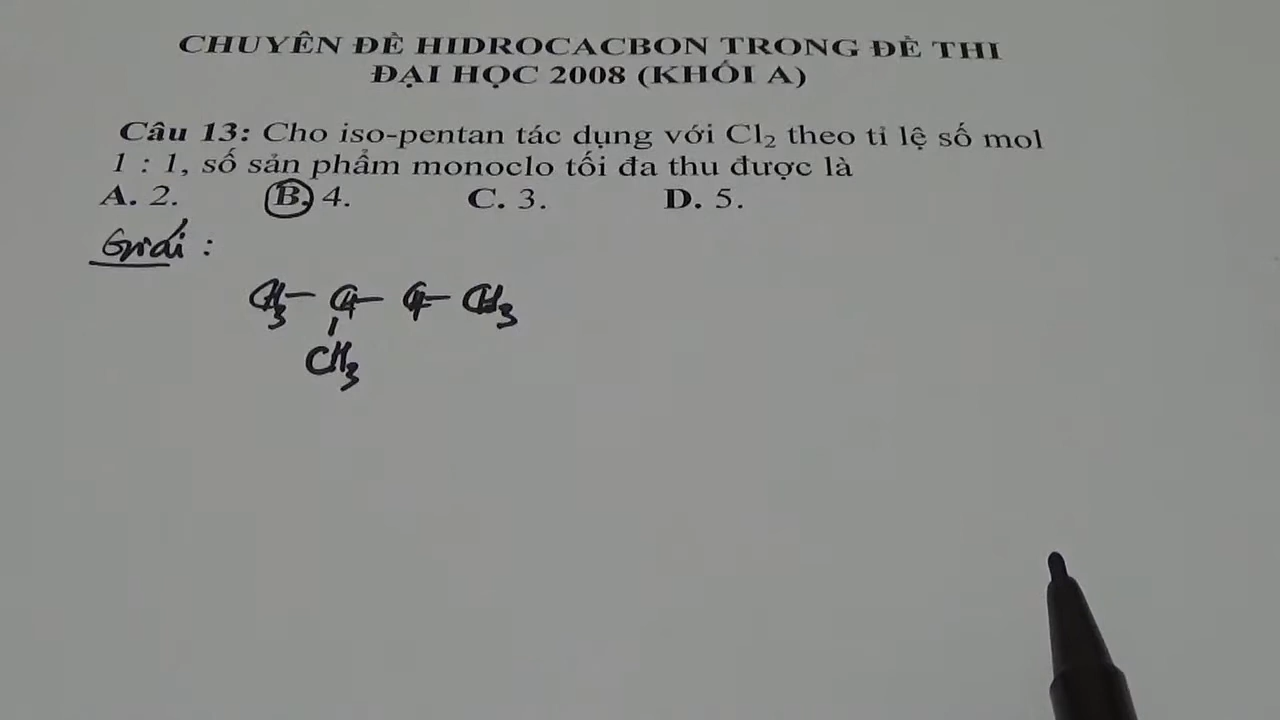 CHUYÊN ĐỀ HIDROCACBON TRONG ĐỀ THI
ĐẠI HỌC 2008 (KHỐI A)
Câu 13: Cho iso-pentan tác dụng với Cl₂ theo tỉ lệ số mol
1 : 1, số sản phẩm monoclo tối đa thu được là
A. 2. B. 4. C. 3. D. 5.
Giải :
CH₃ – CH – CH – CH₃
CH₃